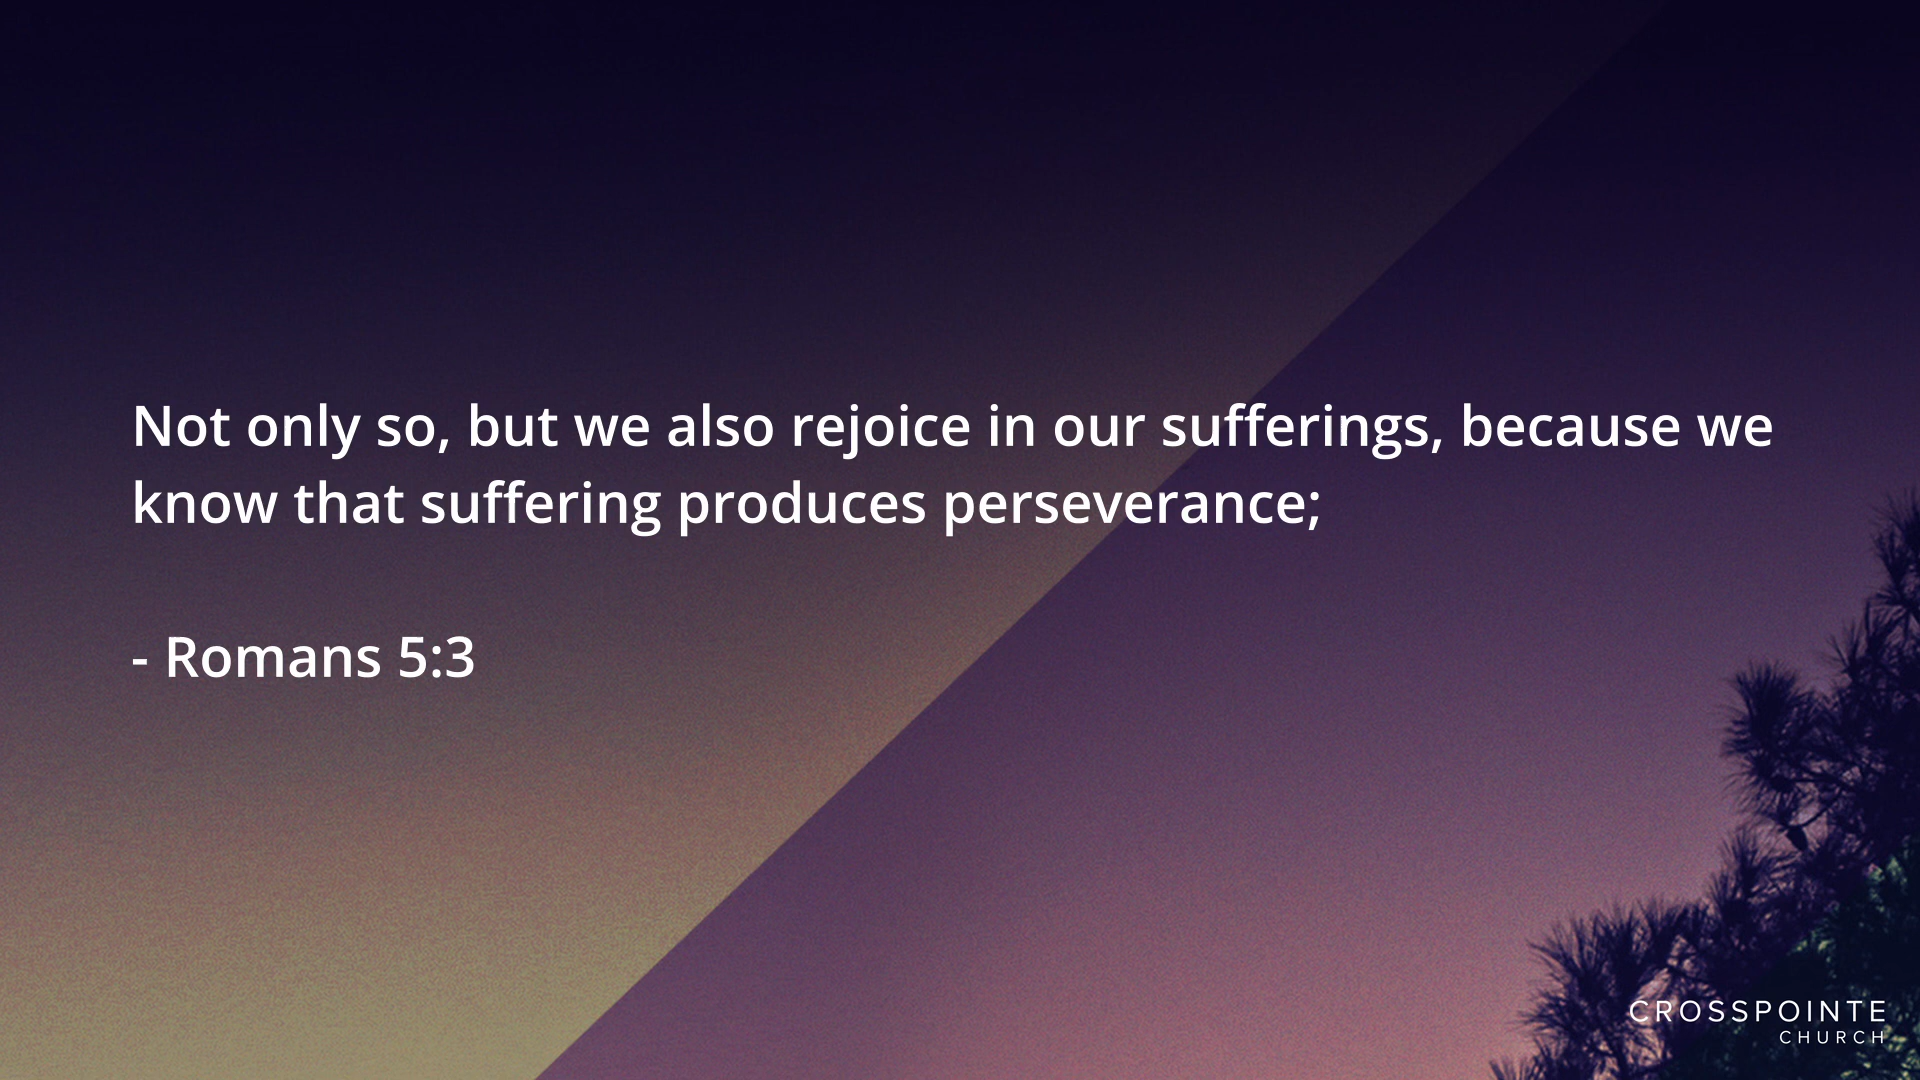 Not only so, but we also rejoice in our sufferings, because we
know that suffering produces perseverance;
- Romans 5:3
CROSSPOINTE
CHURCH